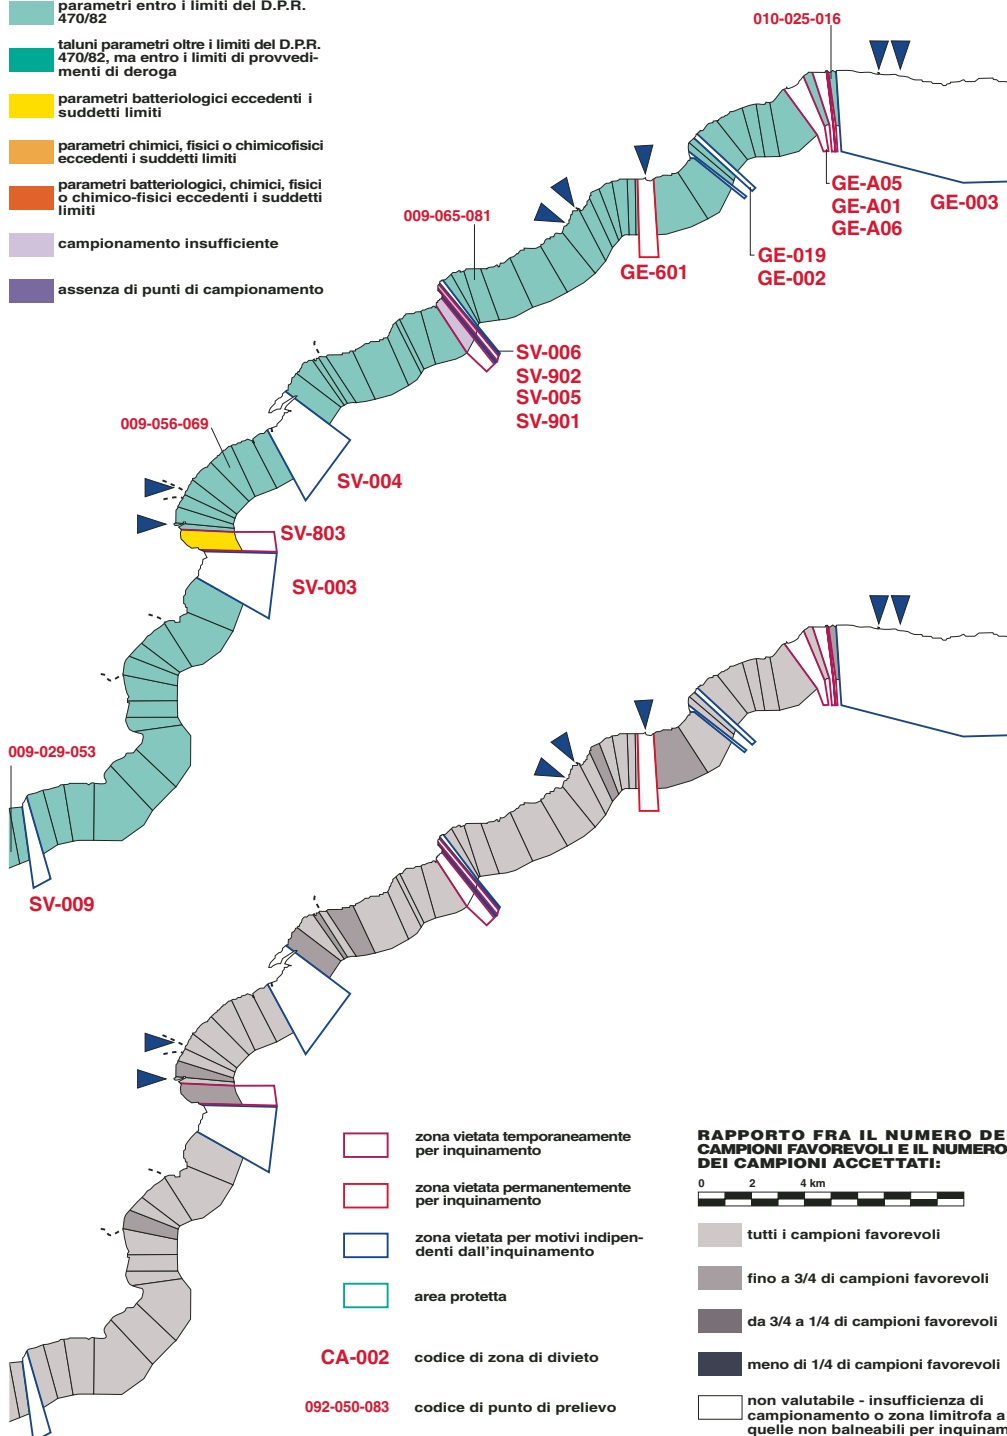 parametri entro i limiti del D.P.R.
470/82
taluni parametri oltre i limiti del D.P.R.
470/82, ma entro i limiti di provvedi-
menti di deroga
parametri batteriologici eccedenti i
suddetti limiti
parametri chimici, fisici o chimicofisici
eccedenti i suddetti limiti
parametri batteriologici, chimici, fisici
o chimico-fisici eccedenti i suddetti
limiti
campionamento insufficiente
assenza di punti di campionamento
010-025-016
GE-A05
GE-A01
GE-A06
GE-003
GE-019
GE-002
GE-601
009-065-081
SV-006
SV-902
SV-005
SV-901
009-056-069
SV-004
SV-803
SV-003
009-029-053
SV-009
zona vietata temporaneamente
per inquinamento
zona vietata permanentemente
per inquinamento
zona vietata per motivi indipen-
denti dall'inquinamento
area protetta
CA-002 codice di zona di divieto
092-050-083 codice di punto di prelievo
RAPPORTO FRA IL NUMERO DE
CAMPIONI FAVOREVOLI E IL NUMERO
DEI CAMPIONI ACCETTATI:
0 2 4 km
tutti i campioni favorevoli
fino a 3/4 di campioni favorevoli
da 3/4 a 1/4 di campioni favorevoli
meno di 1/4 di campioni favorevoli
non valutabile - insufficienza di
campionamento o zona limitrofa a
quelle non balneabili per inquinam